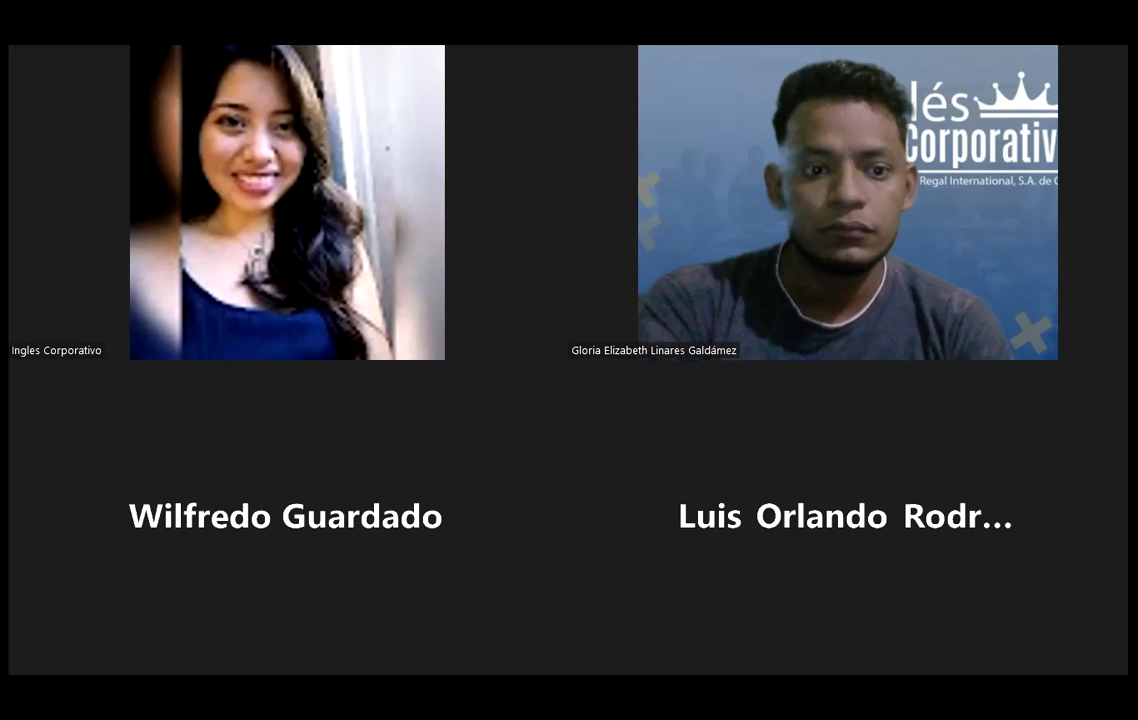 lés
Corporativ
Regal International, S.A. de C
Ingles Corporativo
Gloria Elizabeth Linares Galdámez
Wilfredo Guardado
Luis Orlando Rodr...